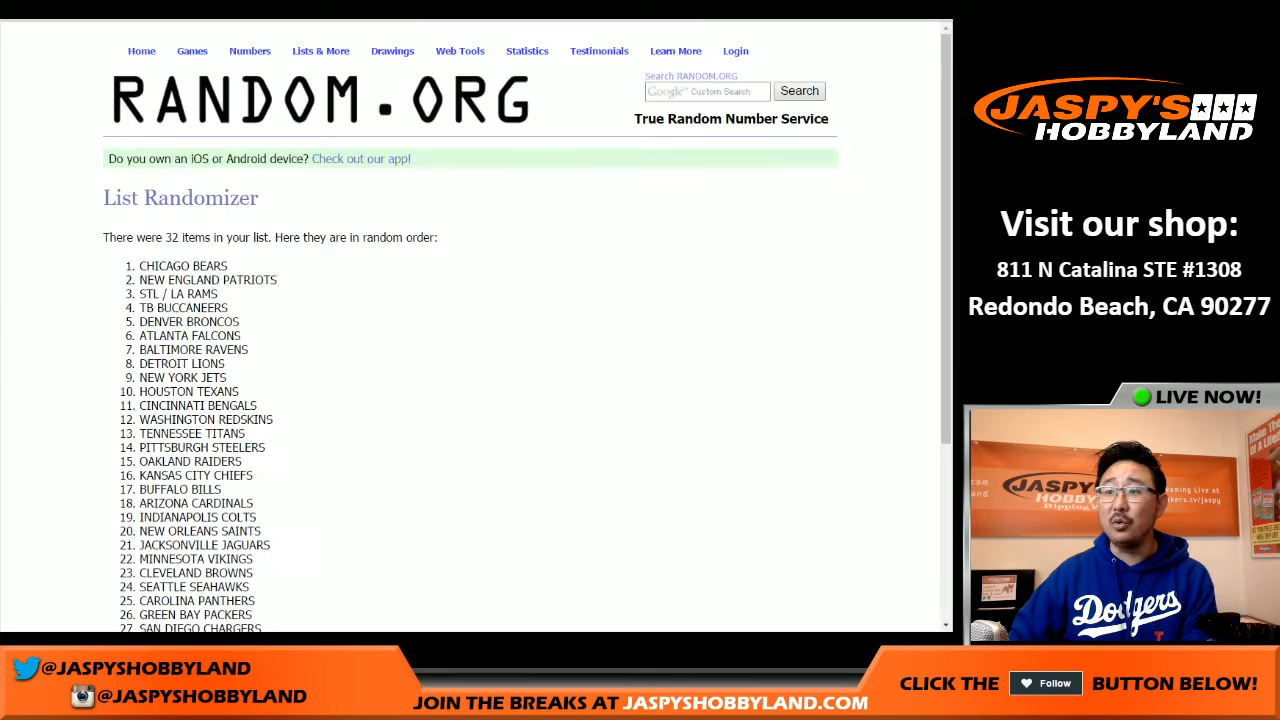 Home Games Numbers Lists & More Drawings Web Tools Statistics Testimonials Learn More Login
RANDOM.ORG
Search RANDOM.ORG
Google™ Custom Search Search
True Random Number Service
Do you own an iOS or Android device? Check out our app!
List Randomizer
There were 32 items in your list. Here they are in random order:
1. CHICAGO BEARS
2. NEW ENGLAND PATRIOTS
3. STL / LA RAMS
4. TB BUCCANEERS
5. DENVER BRONCOS
6. ATLANTA FALCONS
7. BALTIMORE RAVENS
8. DETROIT LIONS
9. NEW YORK JETS
10. HOUSTON TEXANS
11. CINCINNATI BENGALS
12. WASHINGTON REDSKINS
13. TENNESSEE TITANS
14. PITTSBURGH STEELERS
15. OAKLAND RAIDERS
16. KANSAS CITY CHIEFS
17. BUFFALO BILLS
18. ARIZONA CARDINALS
19. INDIANAPOLIS COLTS
20. NEW ORLEANS SAINTS
21. JACKSONVILLE JAGUARS
22. MINNESOTA VIKINGS
23. CLEVELAND BROWNS
24. SEATTLE SEAHAWKS
25. CAROLINA PANTHERS
26. GREEN BAY PACKERS
27. SAN DIEGO CHARGERS
JASPY'S
HOBBYLAND
Visit our shop:
811 N Catalina STE #1308
Redondo Beach, CA 90277
LIVE NOW!
JASPY
HOBBY
Dodgers
@JASPYSHOBBYLAND
@JASPYSHOBBYLAND
JOIN THE BREAKS AT JASPYSHOBBYLAND.COM
CLICK THE Follow BUTTON BELOW!